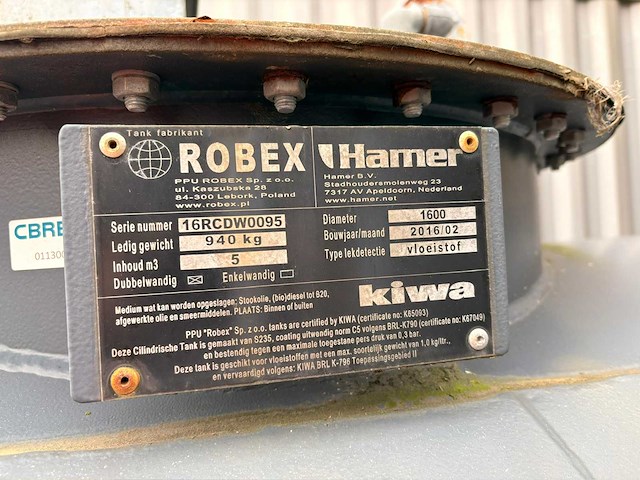 Tank fabrikant
ROBEX
PPU ROBEX Sp. z o.o.
ul. Kaszubska 28
84-300 Lebork, Poland
www.robex.pl
Hamer
Hamer B.V.
Stadhoudersmolenweg 23
7317 AV Apeldoorn, Nederland
www.hamer.net
Serie nummer 16RCDW0095
Ledig gewicht 940 kg
Inhoud m3 5
Dubbelwandig Enkelwandig
Diameter 1600
Bouwjaar/maand 2016/02
Type lekdetectie vloeistof
kiwa
Medium wat kan worden opgeslagen: Stookolie, (bio)diesel tot B20,
afgewerkte olie en smeermiddelen. PLAATS: Binnen of buiten
PPU "Robex" Sp. z o.o. tanks are certified by KIWA (certificate no: K65093)
Deze Cilindrische Tank is gemaakt van S235, coating uitwendig norm C5 volgens BRL-K790 (certificate no: K67049)
en bestendig tegen een maximale toegestane pers druk van 0,3 bar.
Deze tank is geschikt voor vloeistoffen met een max. soortelijk gewicht van 1,0 kg/ltr.,
en vervaardigd volgens: KIWA BRL K-796 Toepassingsgebied II
CBRE
01130